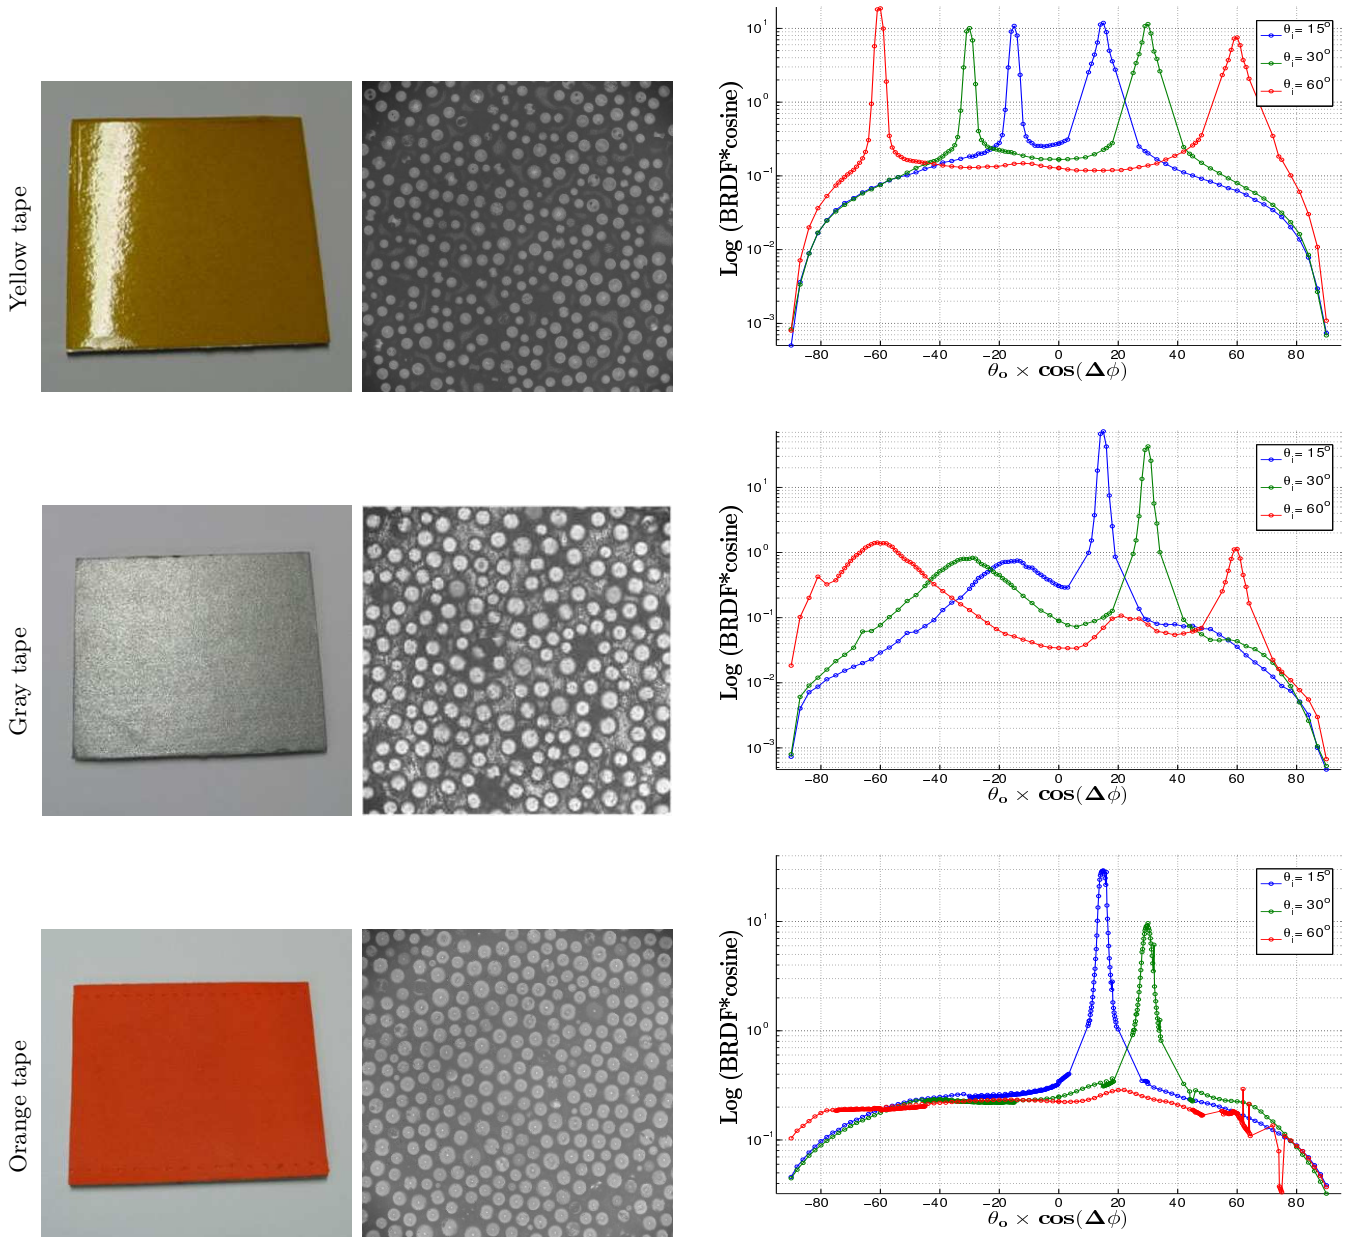 Yellow tape
Log (BRDF*cosine)
10¹
10⁰
10⁻¹
10⁻²
10⁻³
θᵢ= 15°
θᵢ= 30°
θᵢ= 60°
−80 −60 −40 −20 0 20 40 60 80
θₒ × cos(Δϕ)
Gray tape
Log (BRDF*cosine)
10¹
10⁰
10⁻¹
10⁻²
10⁻³
θᵢ= 15°
θᵢ= 30°
θᵢ= 60°
−80 −60 −40 −20 0 20 40 60 80
θₒ × cos(Δϕ)
Orange tape
Log (BRDF*cosine)
10¹
10⁰
10⁻¹
θᵢ= 15°
θᵢ= 30°
θᵢ= 60°
−80 −60 −40 −20 0 20 40 60 80
θₒ × cos(Δϕ)